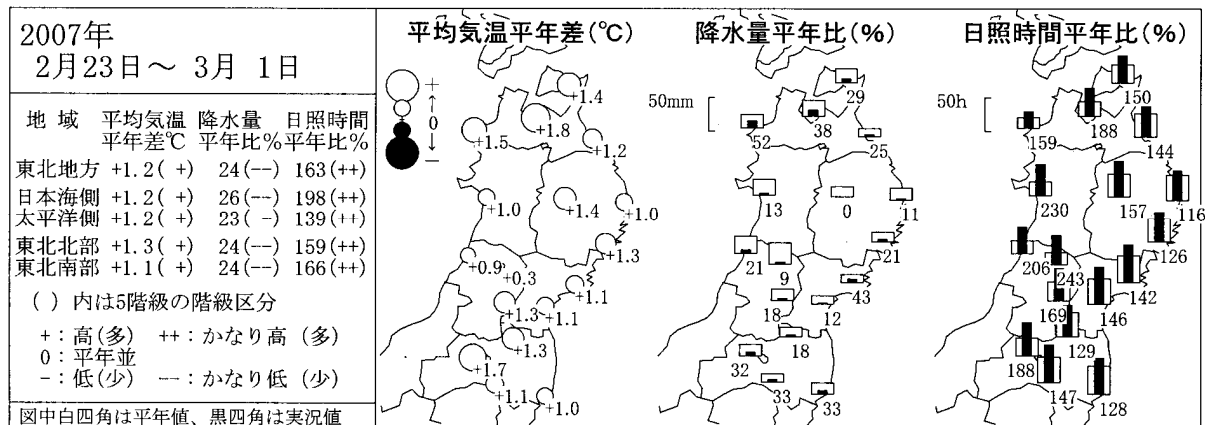 2007年
2月23日～ 3月 1日
地 域 平均気温 降水量 日照時間
平年差℃ 平年比% 平年比%
東北地方 +1.2( +) 24(--) 163(++)
日本海側 +1.2( +) 26(--) 198(++)
太平洋側 +1.2( +) 23( -) 139(++)
東北北部 +1.3( +) 24(--) 159(++)
東北南部 +1.1( +) 24(--) 166(++)
( ) 内は5階級の階級区分
+：高(多) ++：かなり高 (多)
0：平年並
-：低(少) --：かなり低 (少)
図中白四角は平年値、黒四角は実況値
平均気温平年差(℃)
+
↑
0
↓
-
+1.4
+1.8
+1.5
+1.2
+1.0
+1.4
+1.0
+1.3
+0.9
+0.3
+1.1
+1.3
+1.1
+1.3
+1.7
+1.1
+1.0
降水量平年比(%)
50mm
29
38
52
25
13
0
11
21
21
9
43
18
12
18
32
33
33
日照時間平年比(%)
50h
150
188
159
144
230
157
116
126
206
243
142
169
146
129
188
147
128